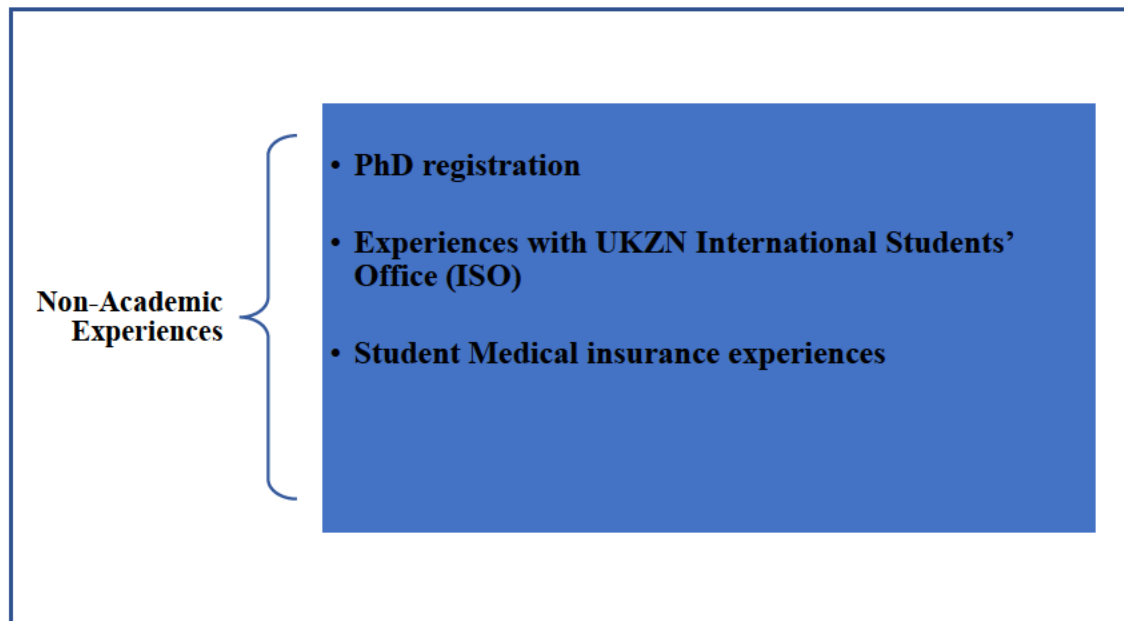 Non-Academic
Experiences
• PhD registration
• Experiences with UKZN International Students’
Office (ISO)
• Student Medical insurance experiences